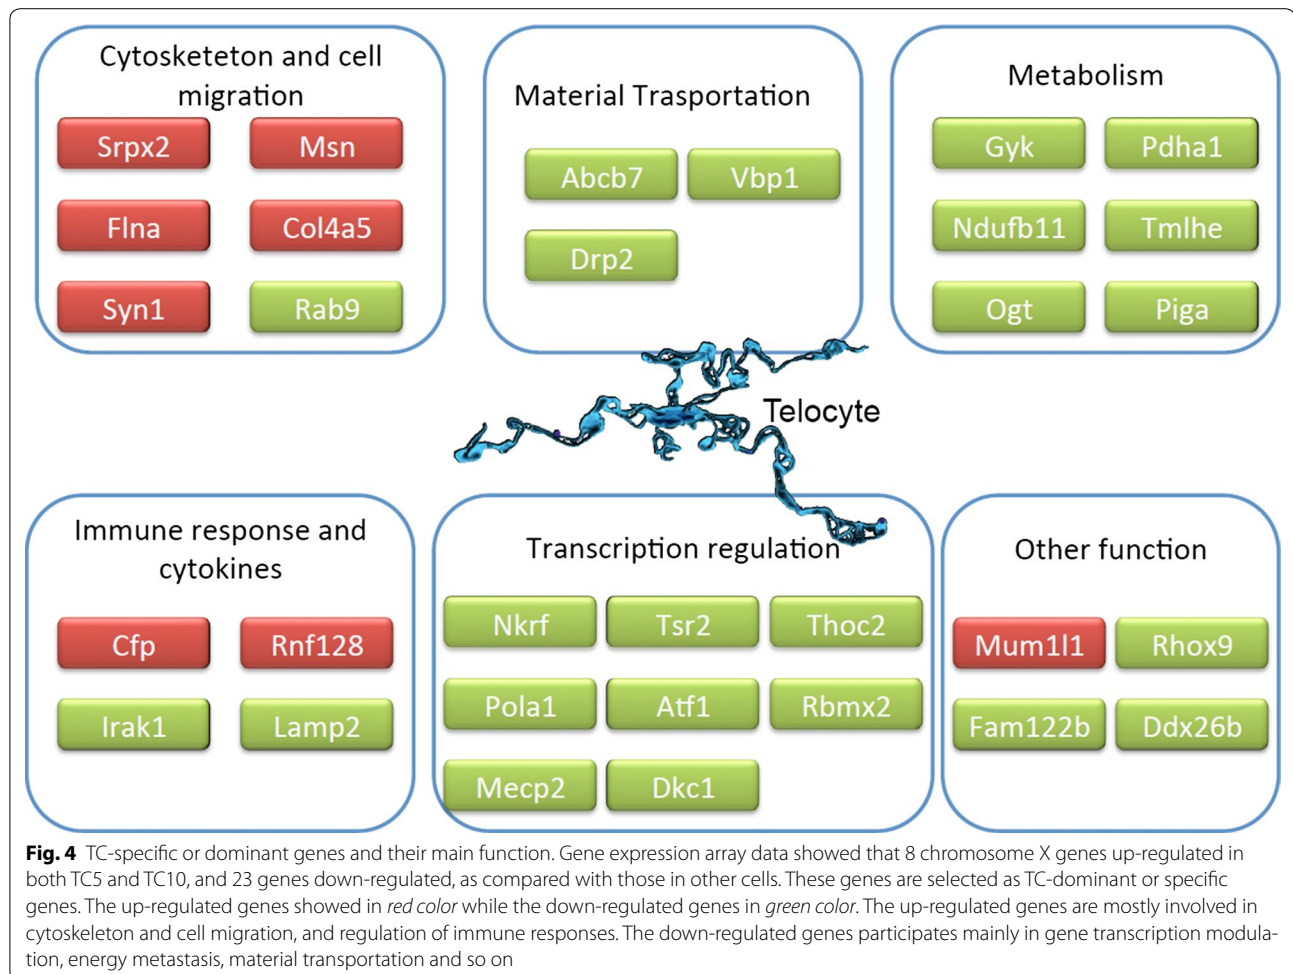 Cytosketeton and cell
migration
Srpx2 Msn
Flna Col4a5
Syn1 Rab9
Material Trasportation
Abcb7 Vbp1
Drp2
Metabolism
Gyk Pdha1
Ndufb11 Tmlhe
Ogt Piga
Telocyte
Immune response and
cytokines
Cfp Rnf128
Irak1 Lamp2
Transcription regulation
Nkrf Tsr2 Thoc2
Pola1 Atf1 Rbmx2
Mecp2 Dkc1
Other function
Mum1l1 Rhox9
Fam122b Ddx26b
Fig. 4 TC-specific or dominant genes and their main function. Gene expression array data showed that 8 chromosome X genes up-regulated in
both TC5 and TC10, and 23 genes down-regulated, as compared with those in other cells. These genes are selected as TC-dominant or specific
genes. The up-regulated genes showed in red color while the down-regulated genes in green color. The up-regulated genes are mostly involved in
cytoskeleton and cell migration, and regulation of immune responses. The down-regulated genes participates mainly in gene transcription modula-
tion, energy metastasis, material transportation and so on